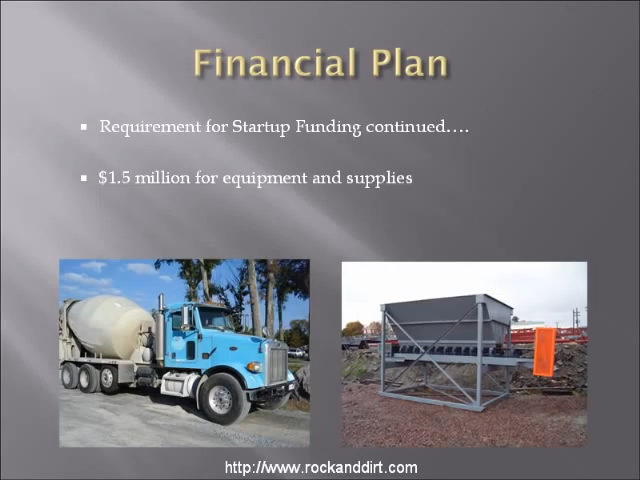 Financial Plan
Requirement for Startup Funding continued….
$1.5 million for equipment and supplies
http://www.rockanddirt.com